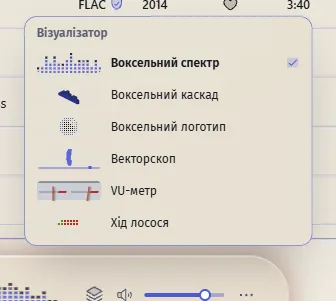 FLAC 2014 3:40
Візуалізатор
Воксельний спектр
Воксельний каскад
Воксельний логотип
Векторскоп
VU-метр
Хід лосося